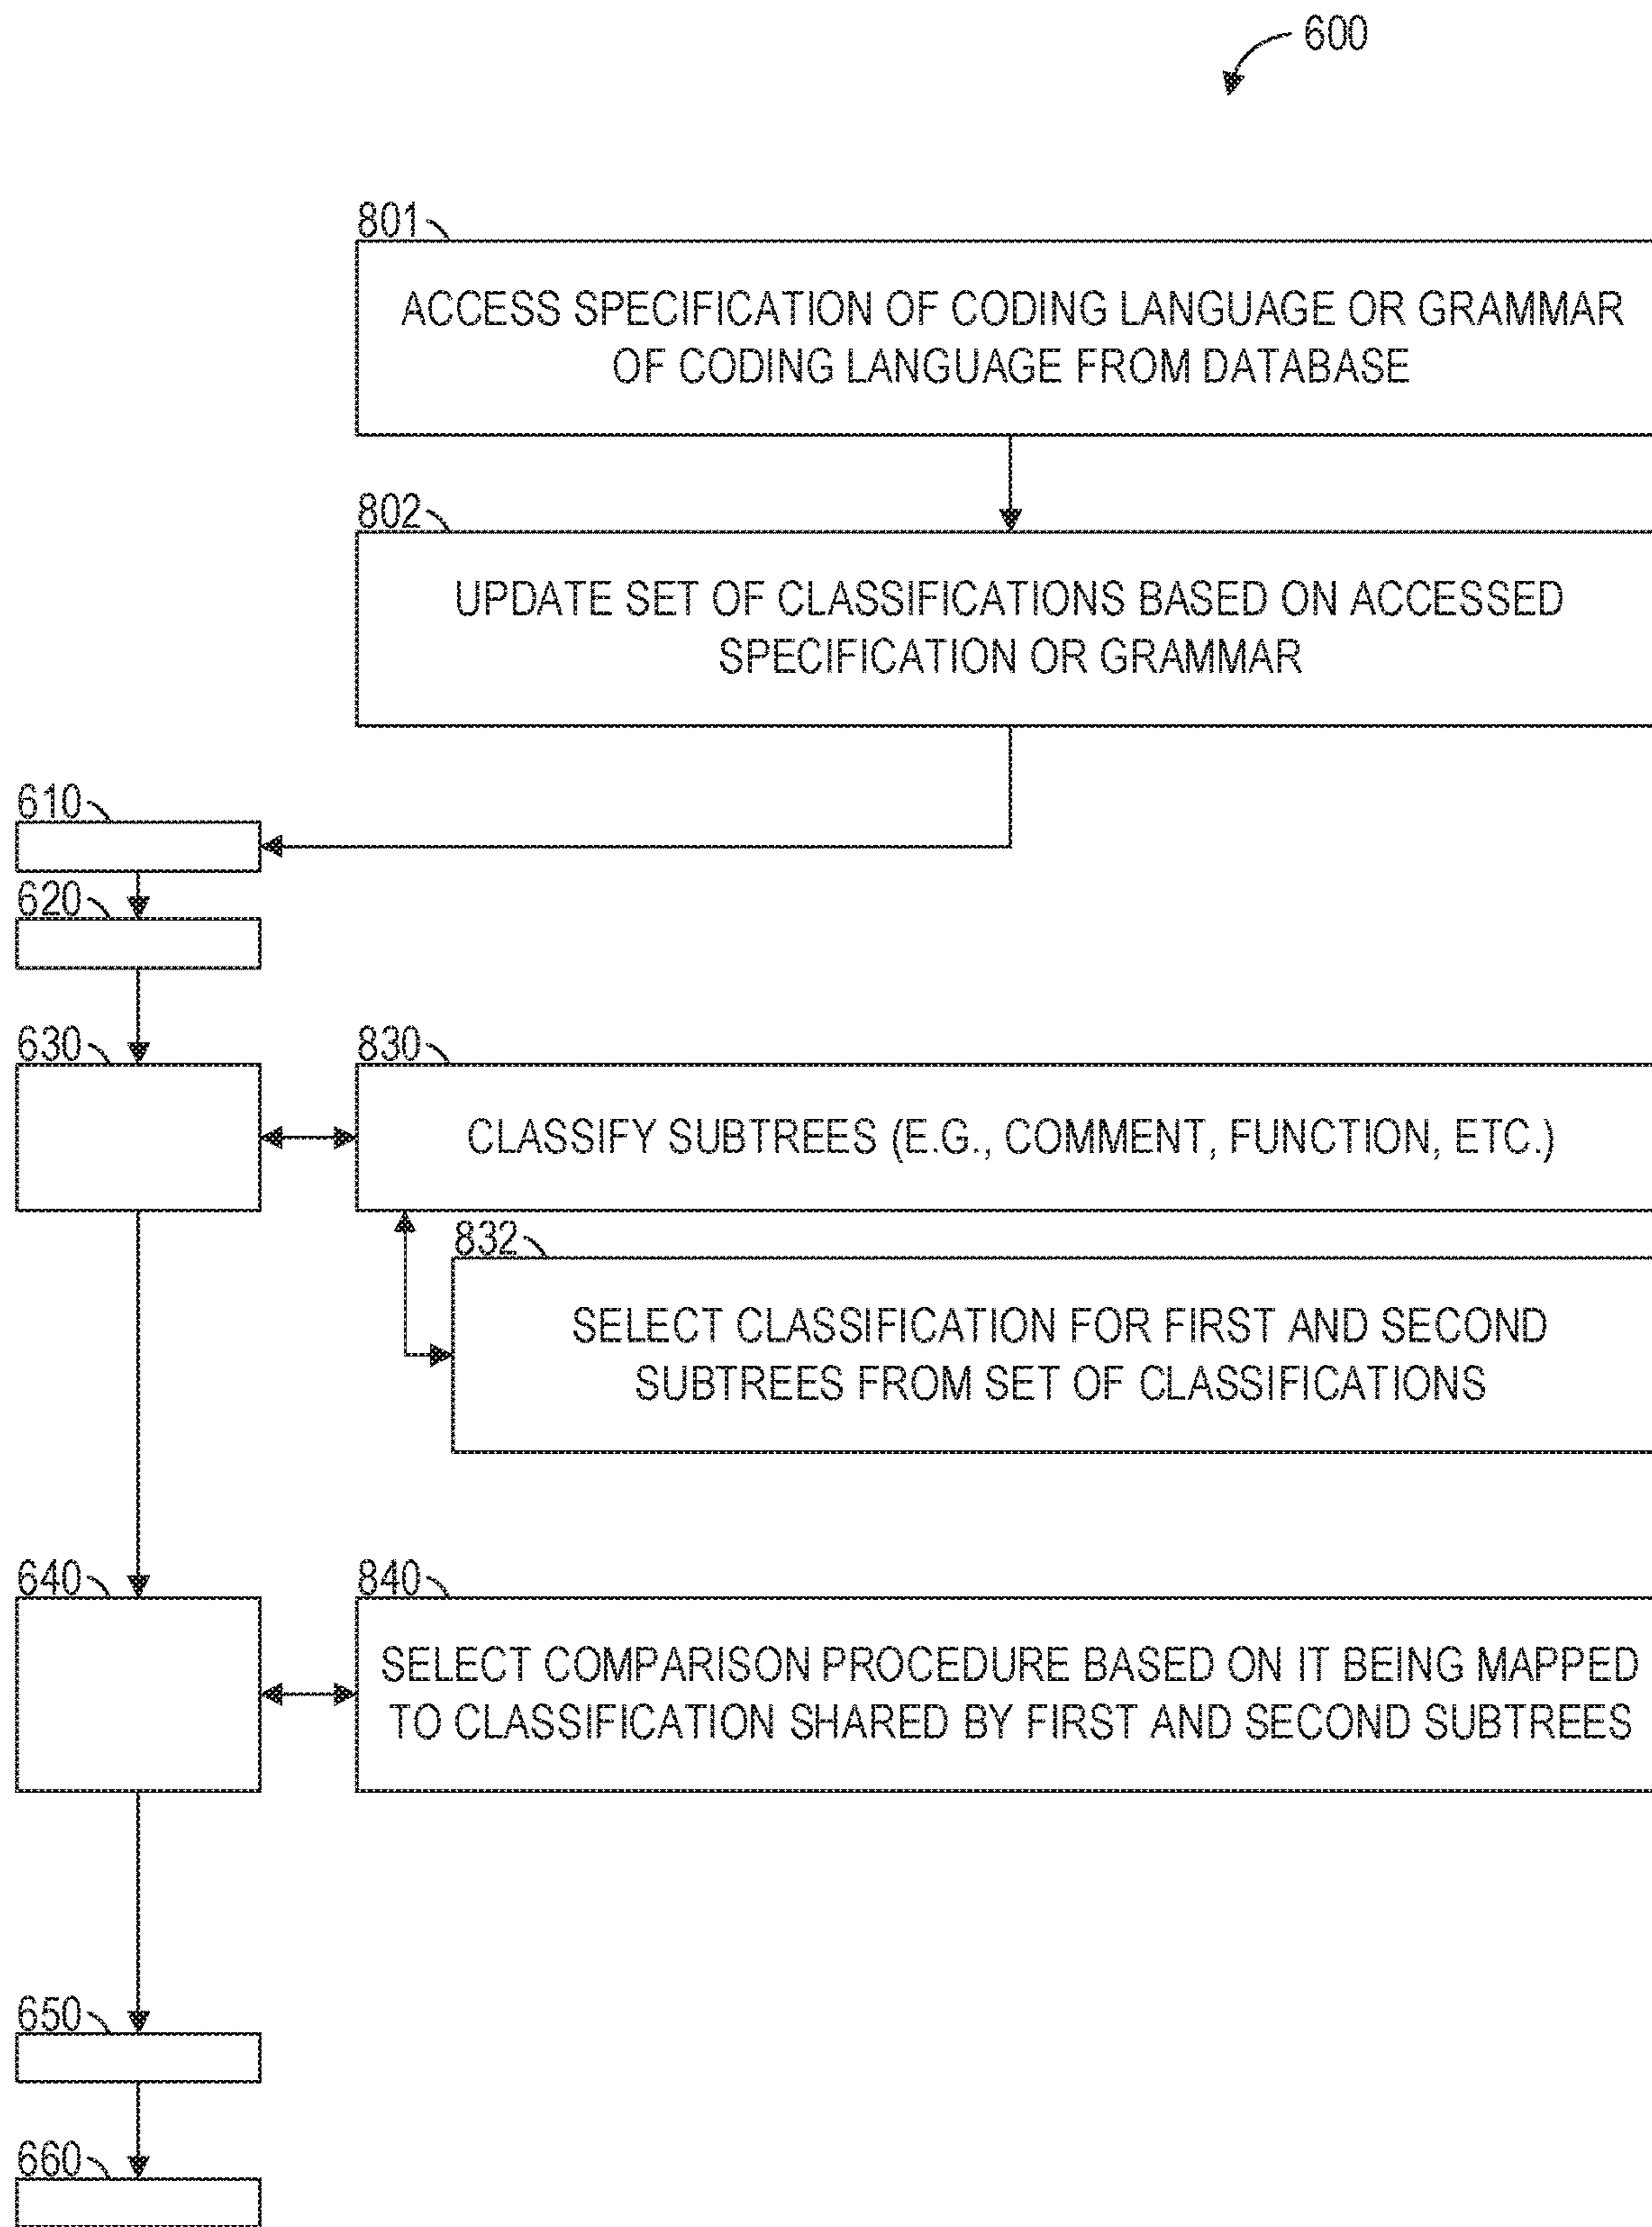 600
801
ACCESS SPECIFICATION OF CODING LANGUAGE OR GRAMMAR
OF CODING LANGUAGE FROM DATABASE
802
UPDATE SET OF CLASSIFICATIONS BASED ON ACCESSED
SPECIFICATION OR GRAMMAR
610
620
630
830
CLASSIFY SUBTREES (E.G., COMMENT, FUNCTION, ETC.)
832
SELECT CLASSIFICATION FOR FIRST AND SECOND
SUBTREES FROM SET OF CLASSIFICATIONS
640
840
SELECT COMPARISON PROCEDURE BASED ON IT BEING MAPPED
TO CLASSIFICATION SHARED BY FIRST AND SECOND SUBTREES
650
660